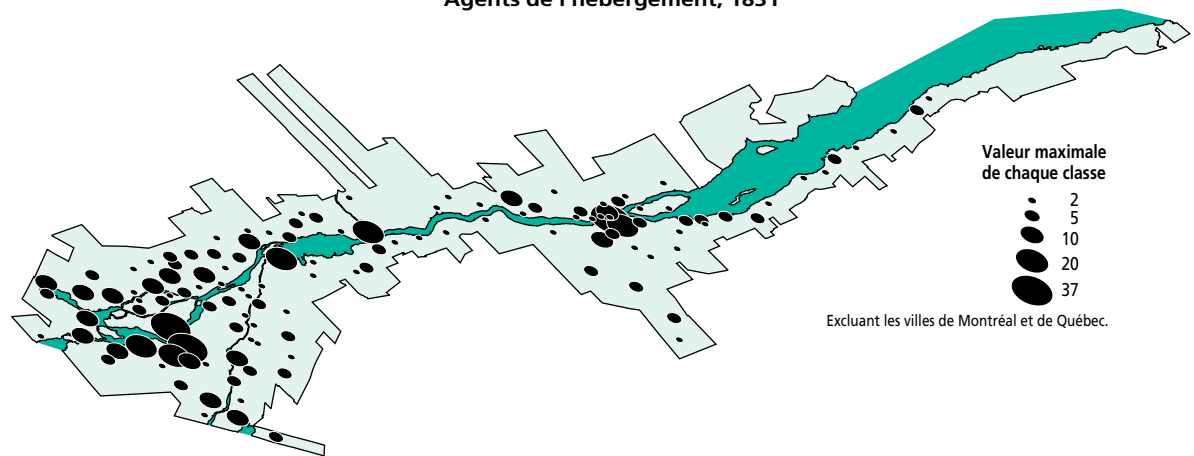 Agents de l'hébergement, 1831
Valeur maximale
de chaque classe
2
5
10
20
37
Excluant les villes de Montréal et de Québec.